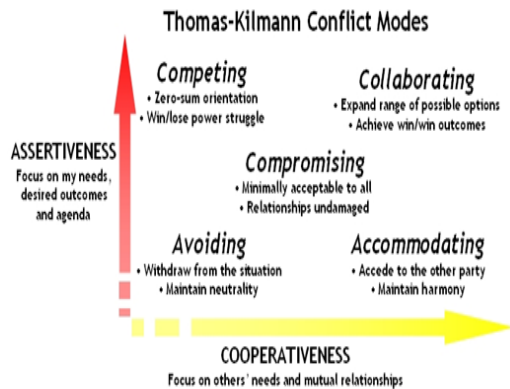 Thomas-Kilmann Conflict Modes
Competing
• Zero-sum orientation
• Win/lose power struggle
Collaborating
• Expand range of possible options
• Achieve win/win outcomes
ASSERTIVENESS
Focus on my needs,
desired outcomes
and agenda
Compromising
• Minimally acceptable to all
• Relationships undamaged
Avoiding
• Withdraw from the situation
• Maintain neutrality
Accommodating
• Accede to the other party
• Maintain harmony
COOPERATIVENESS
Focus on others' needs and mutual relationships